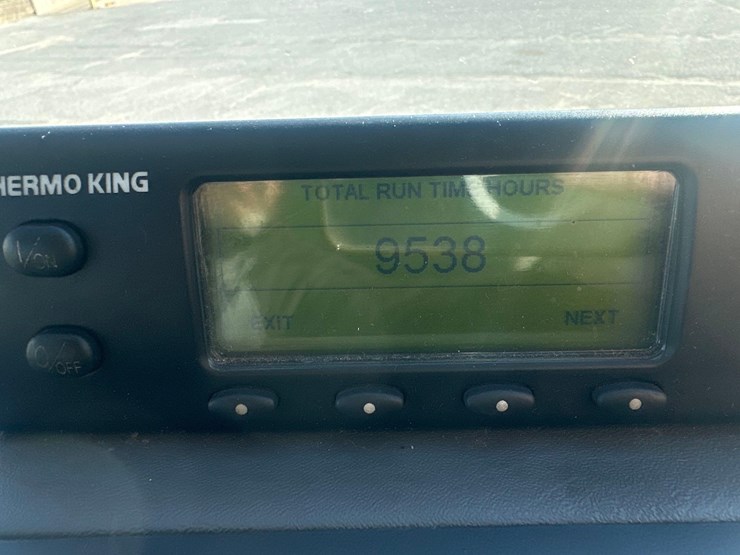 HERMO KING
TOTAL RUN TIME HOURS
9538
EXIT
NEXT
I/ON
O/OFF